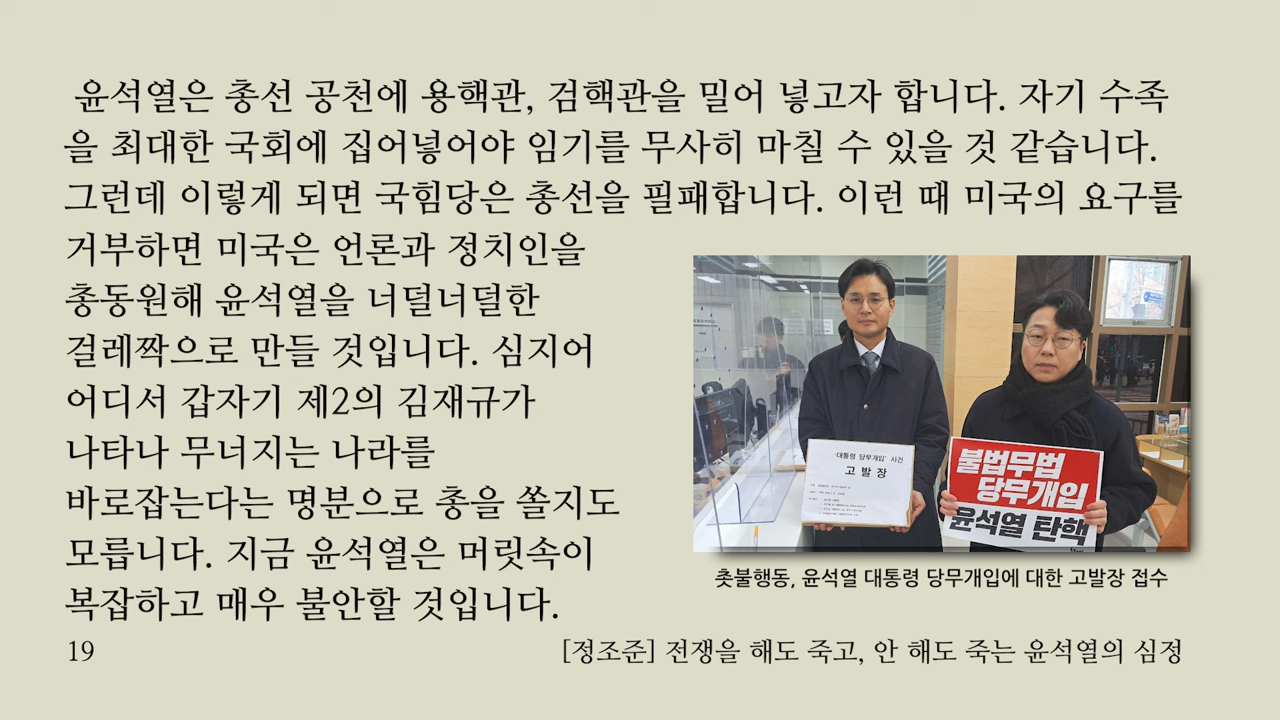 윤석열은 총선 공천에 용핵관, 검핵관을 밀어 넣고자 합니다. 자기 수족
을 최대한 국회에 집어넣어야 임기를 무사히 마칠 수 있을 것 같습니다.
그런데 이렇게 되면 국힘당은 총선을 필패합니다. 이런 때 미국의 요구를
거부하면 미국은 언론과 정치인을
총동원해 윤석열을 너덜너덜한
걸레짝으로 만들 것입니다. 심지어
어디서 갑자기 제2의 김재규가
나타나 무너지는 나라를
바로잡는다는 명분으로 총을 쏠지도
모릅니다. 지금 윤석열은 머릿속이
복잡하고 매우 불안할 것입니다.
'대통령 당무개입' 사건
고 발 장
불법무법
당무개입
윤석열 탄핵
촛불행동, 윤석열 대통령 당무개입에 대한 고발장 접수
19
[정조준] 전쟁을 해도 죽고, 안 해도 죽는 윤석열의 심정